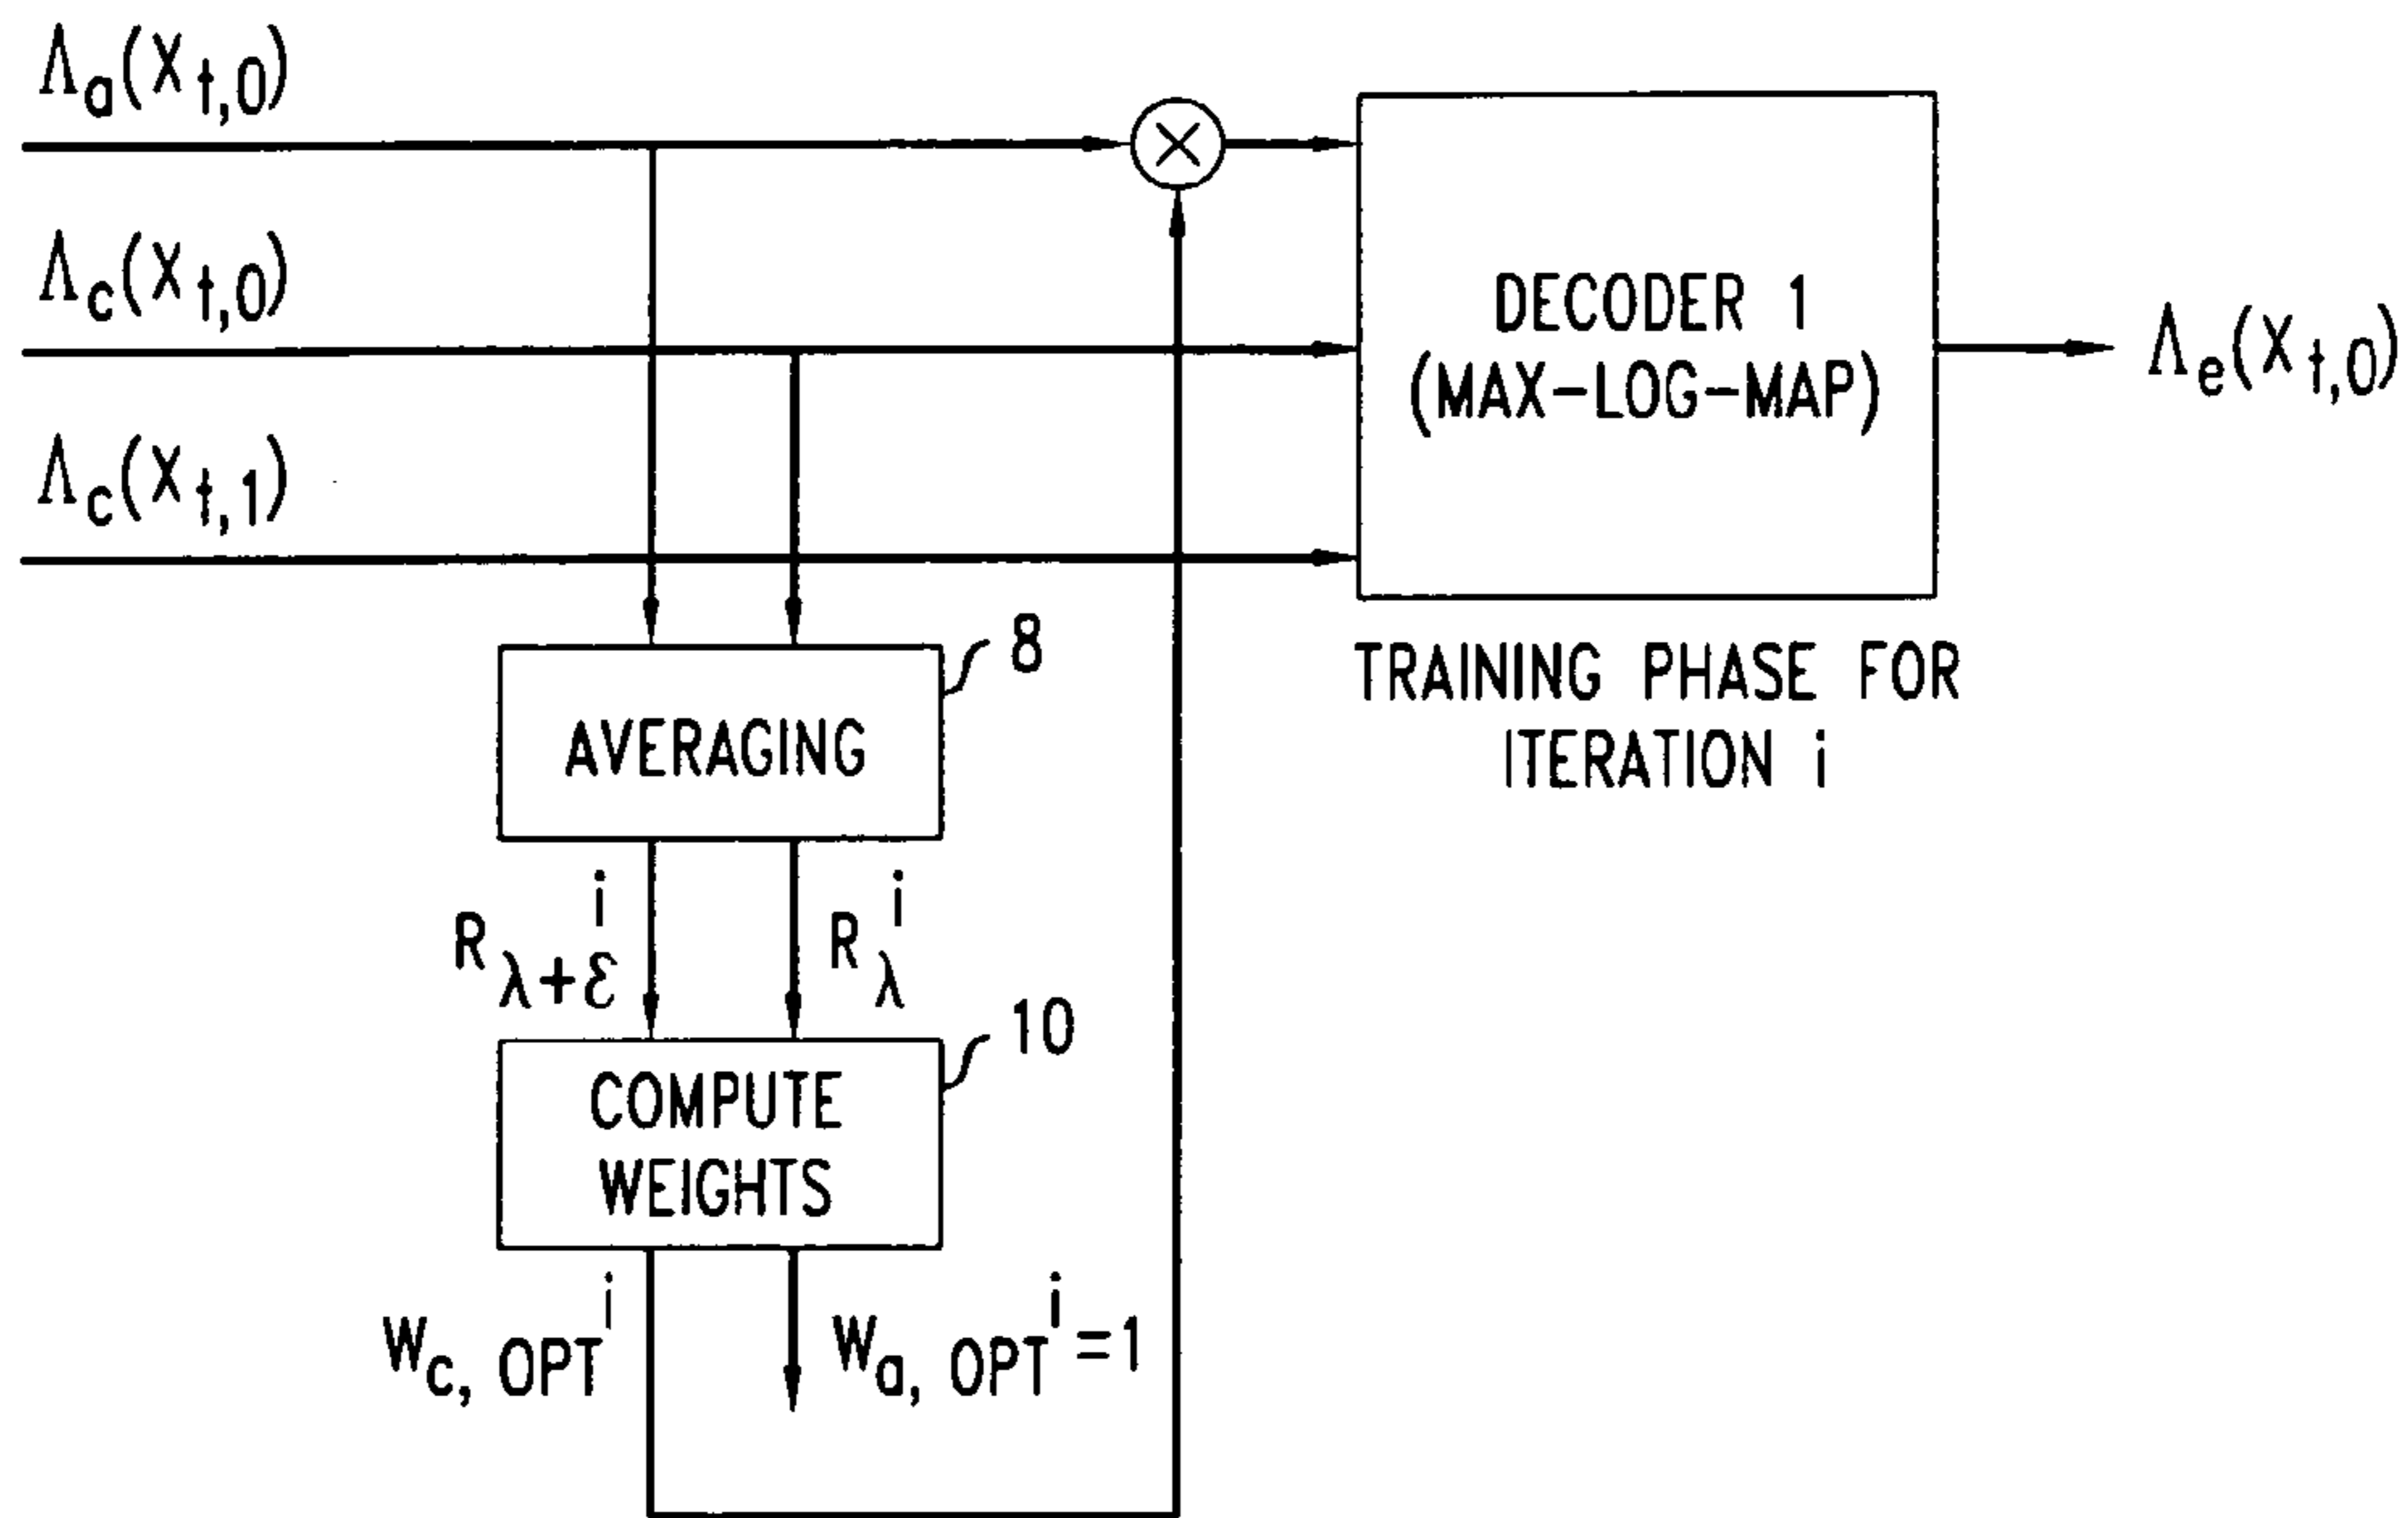 Λa(Xt,0)
Λc(Xt,0)
Λc(Xt,1)
DECODER 1
(MAX-LOG-MAP)
Λe(Xt,0)
TRAINING PHASE FOR
ITERATION i
8
AVERAGING
Rλ+ε i
Rλ i
10
COMPUTE
WEIGHTS
Wc, OPT i
Wa, OPT i =1